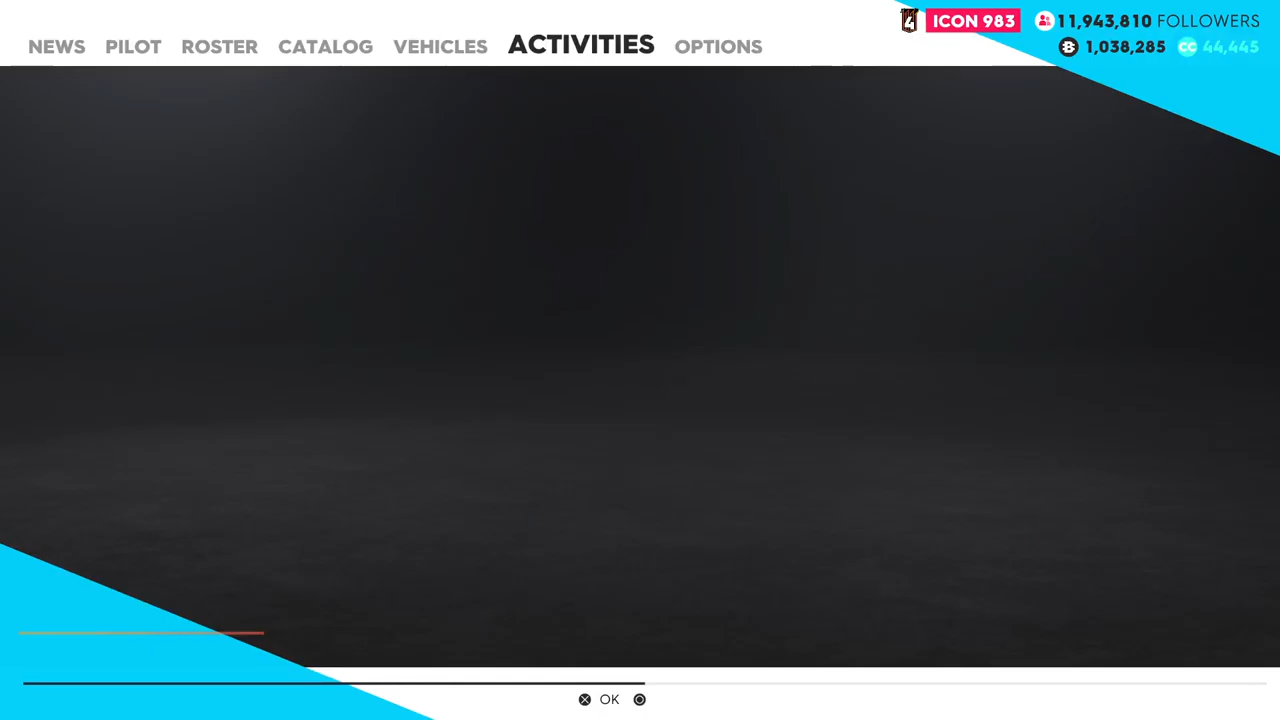 ICON 983 11,943,810 FOLLOWERS
NEWS PILOT ROSTER CATALOG VEHICLES ACTIVITIES OPTIONS
1,038,285 CC 44,445
OK